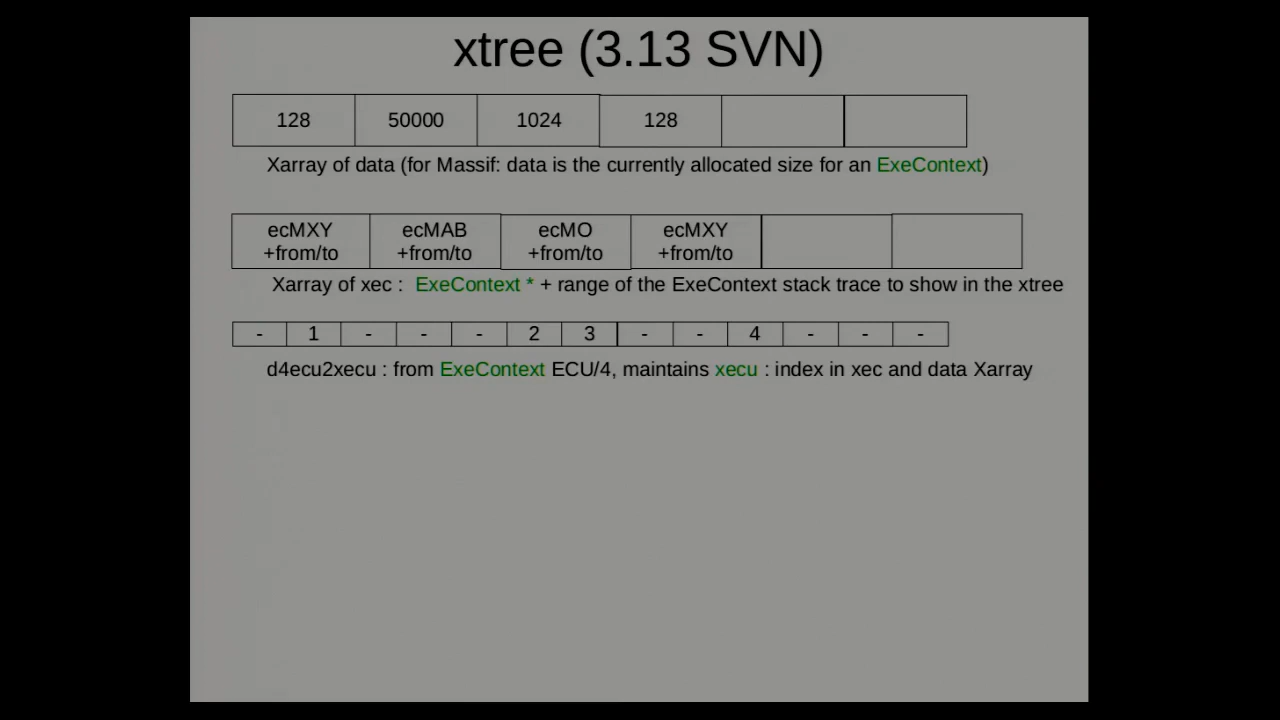 xtree (3.13 SVN)
128 50000 1024 128
Xarray of data (for Massif: data is the currently allocated size for an ExeContext)
ecMXY ecMAB ecMO ecMXY
+from/to +from/to +from/to +from/to
Xarray of xec : ExeContext * + range of the ExeContext stack trace to show in the xtree
- 1 - - - 2 3 - - 4 - - -
d4ecu2xecu : from ExeContext ECU/4, maintains xecu : index in xec and data Xarray